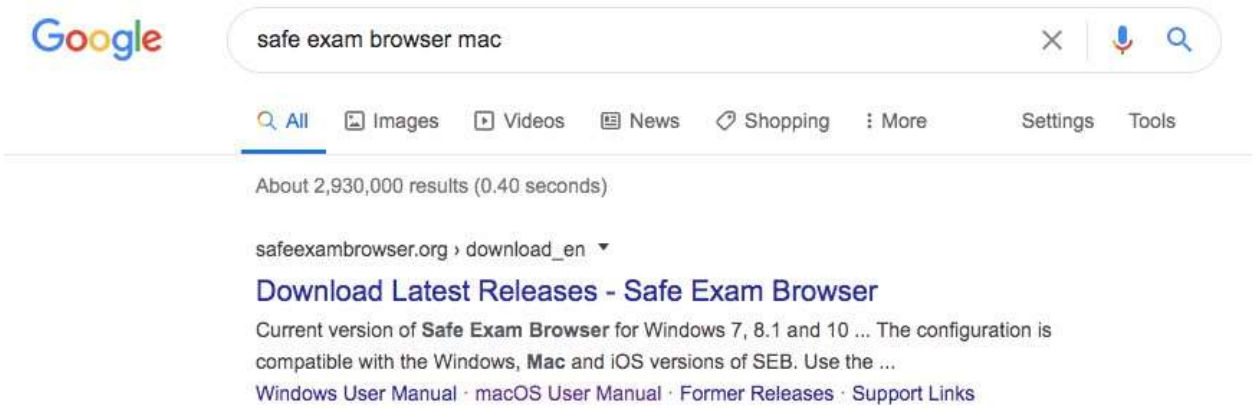 Google
safe exam browser mac
All Images Videos News Shopping More Settings Tools
About 2,930,000 results (0.40 seconds)
safeexambrowser.org › download_en
Download Latest Releases - Safe Exam Browser
Current version of Safe Exam Browser for Windows 7, 8.1 and 10 ... The configuration is
compatible with the Windows, Mac and iOS versions of SEB. Use the ...
Windows User Manual · macOS User Manual · Former Releases · Support Links